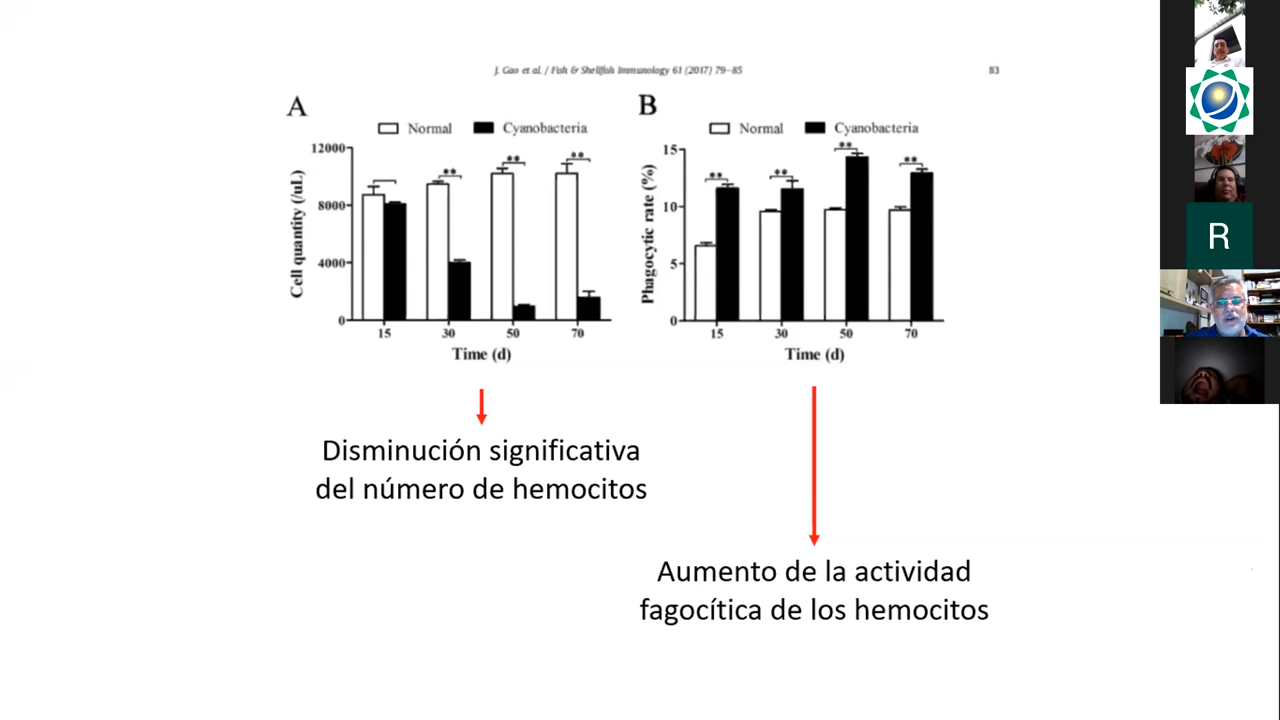 J. Gao et al. / Fish & Shellfish Immunology 61 (2017) 79–85
83
A
Normal
Cyanobacteria
12000
8000
4000
0
Cell quantity (/uL)
**
**
**
15
30
50
70
Time (d)
B
Normal
Cyanobacteria
15
10
5
0
Phagocytic rate (%)
**
**
**
**
15
30
50
70
Time (d)
Disminución significativa
del número de hemocitos
Aumento de la actividad
fagocítica de los hemocitos
R